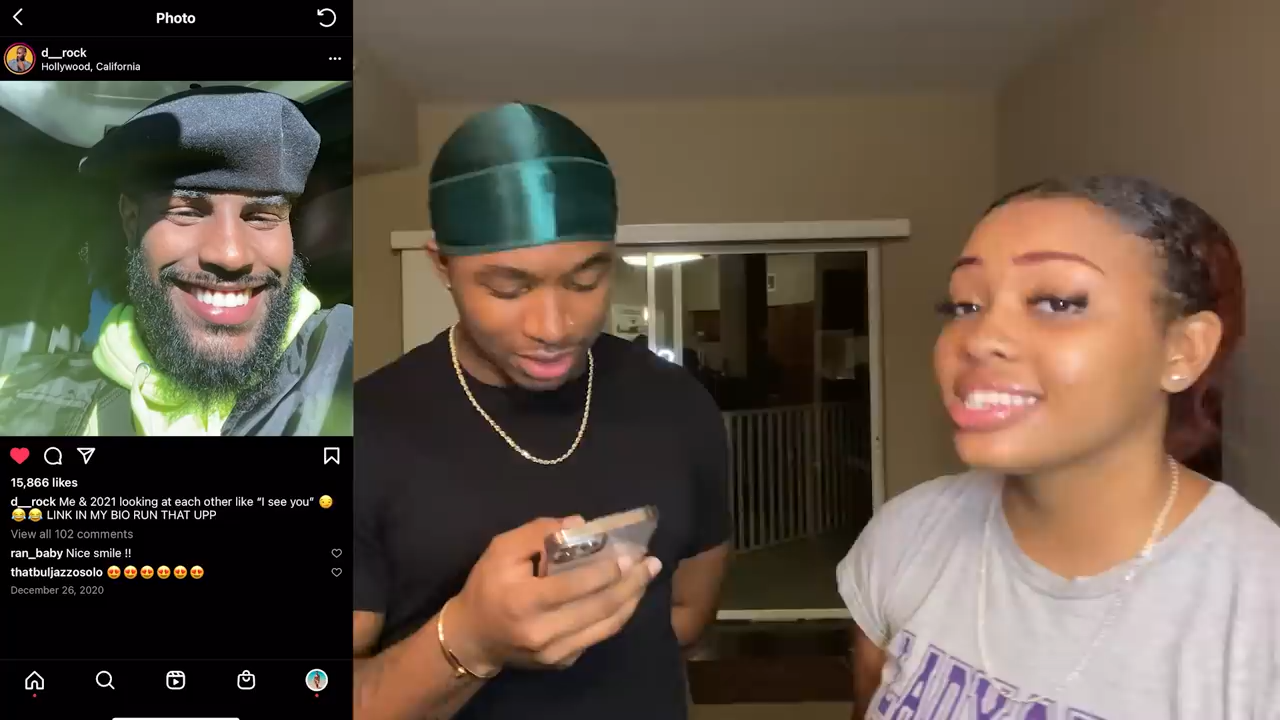 Photo
d__rock
Hollywood, California
15,866 likes
d__rock Me & 2021 looking at each other like “I see you” 😏
😂😂 LINK IN MY BIO RUN THAT UPP
View all 102 comments
ran_baby Nice smile !!
thatbuljazzosolo 😍😍😍😍😍😍
December 26, 2020